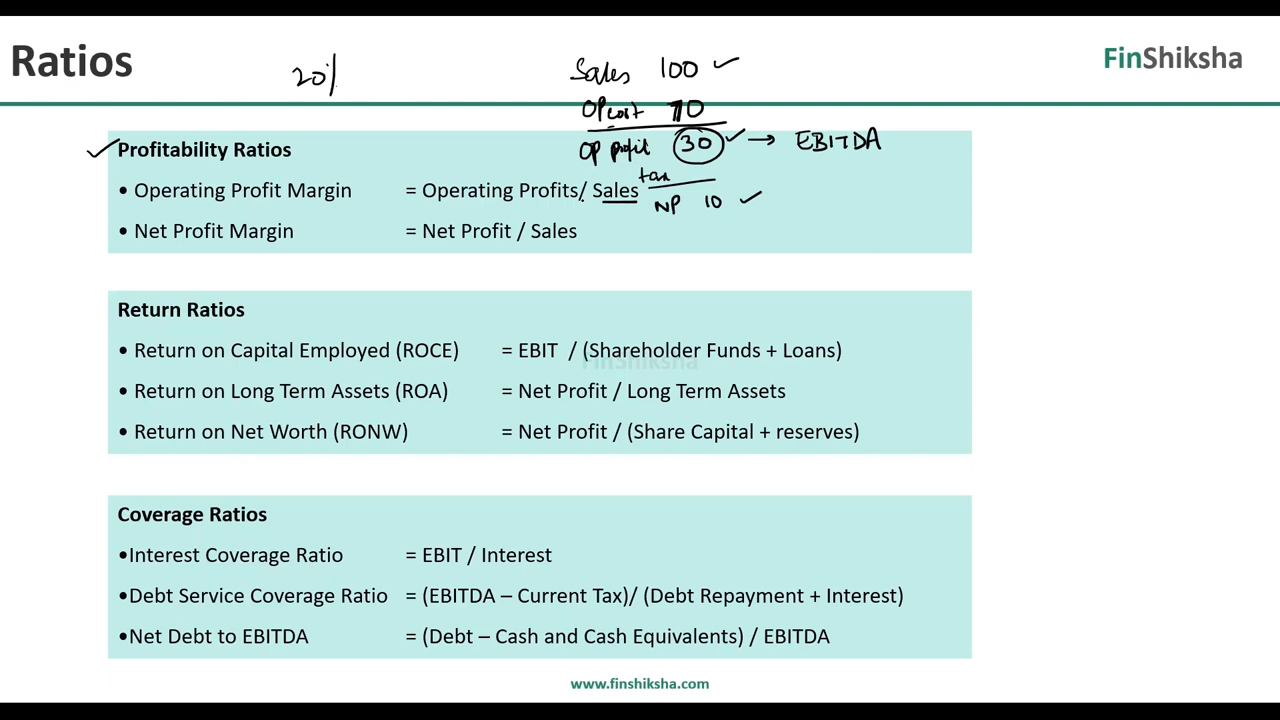 Ratios
FinShiksha
20%
Sales 100
OP cost 70
OP profit 30 → EBITDA
tax
NP 10
Profitability Ratios
• Operating Profit Margin = Operating Profits/ Sales
• Net Profit Margin = Net Profit / Sales
Return Ratios
• Return on Capital Employed (ROCE) = EBIT / (Shareholder Funds + Loans)
FinShiksha
• Return on Long Term Assets (ROA) = Net Profit / Long Term Assets
• Return on Net Worth (RONW) = Net Profit / (Share Capital + reserves)
Coverage Ratios
•Interest Coverage Ratio = EBIT / Interest
•Debt Service Coverage Ratio = (EBITDA – Current Tax)/ (Debt Repayment + Interest)
•Net Debt to EBITDA = (Debt – Cash and Cash Equivalents) / EBITDA
www.finshiksha.com